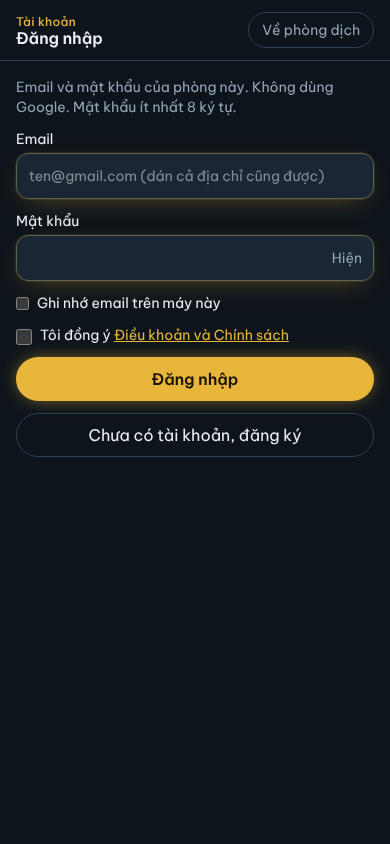 Tài khoản
Đăng nhập
Về phòng dịch
Email và mật khẩu của phòng này. Không dùng
Google. Mật khẩu ít nhất 8 ký tự.
Email
ten@gmail.com (dán cả địa chỉ cũng được)
Mật khẩu
Hiện
Ghi nhớ email trên máy này
Tôi đồng ý Điều khoản và Chính sách
Đăng nhập
Chưa có tài khoản, đăng ký